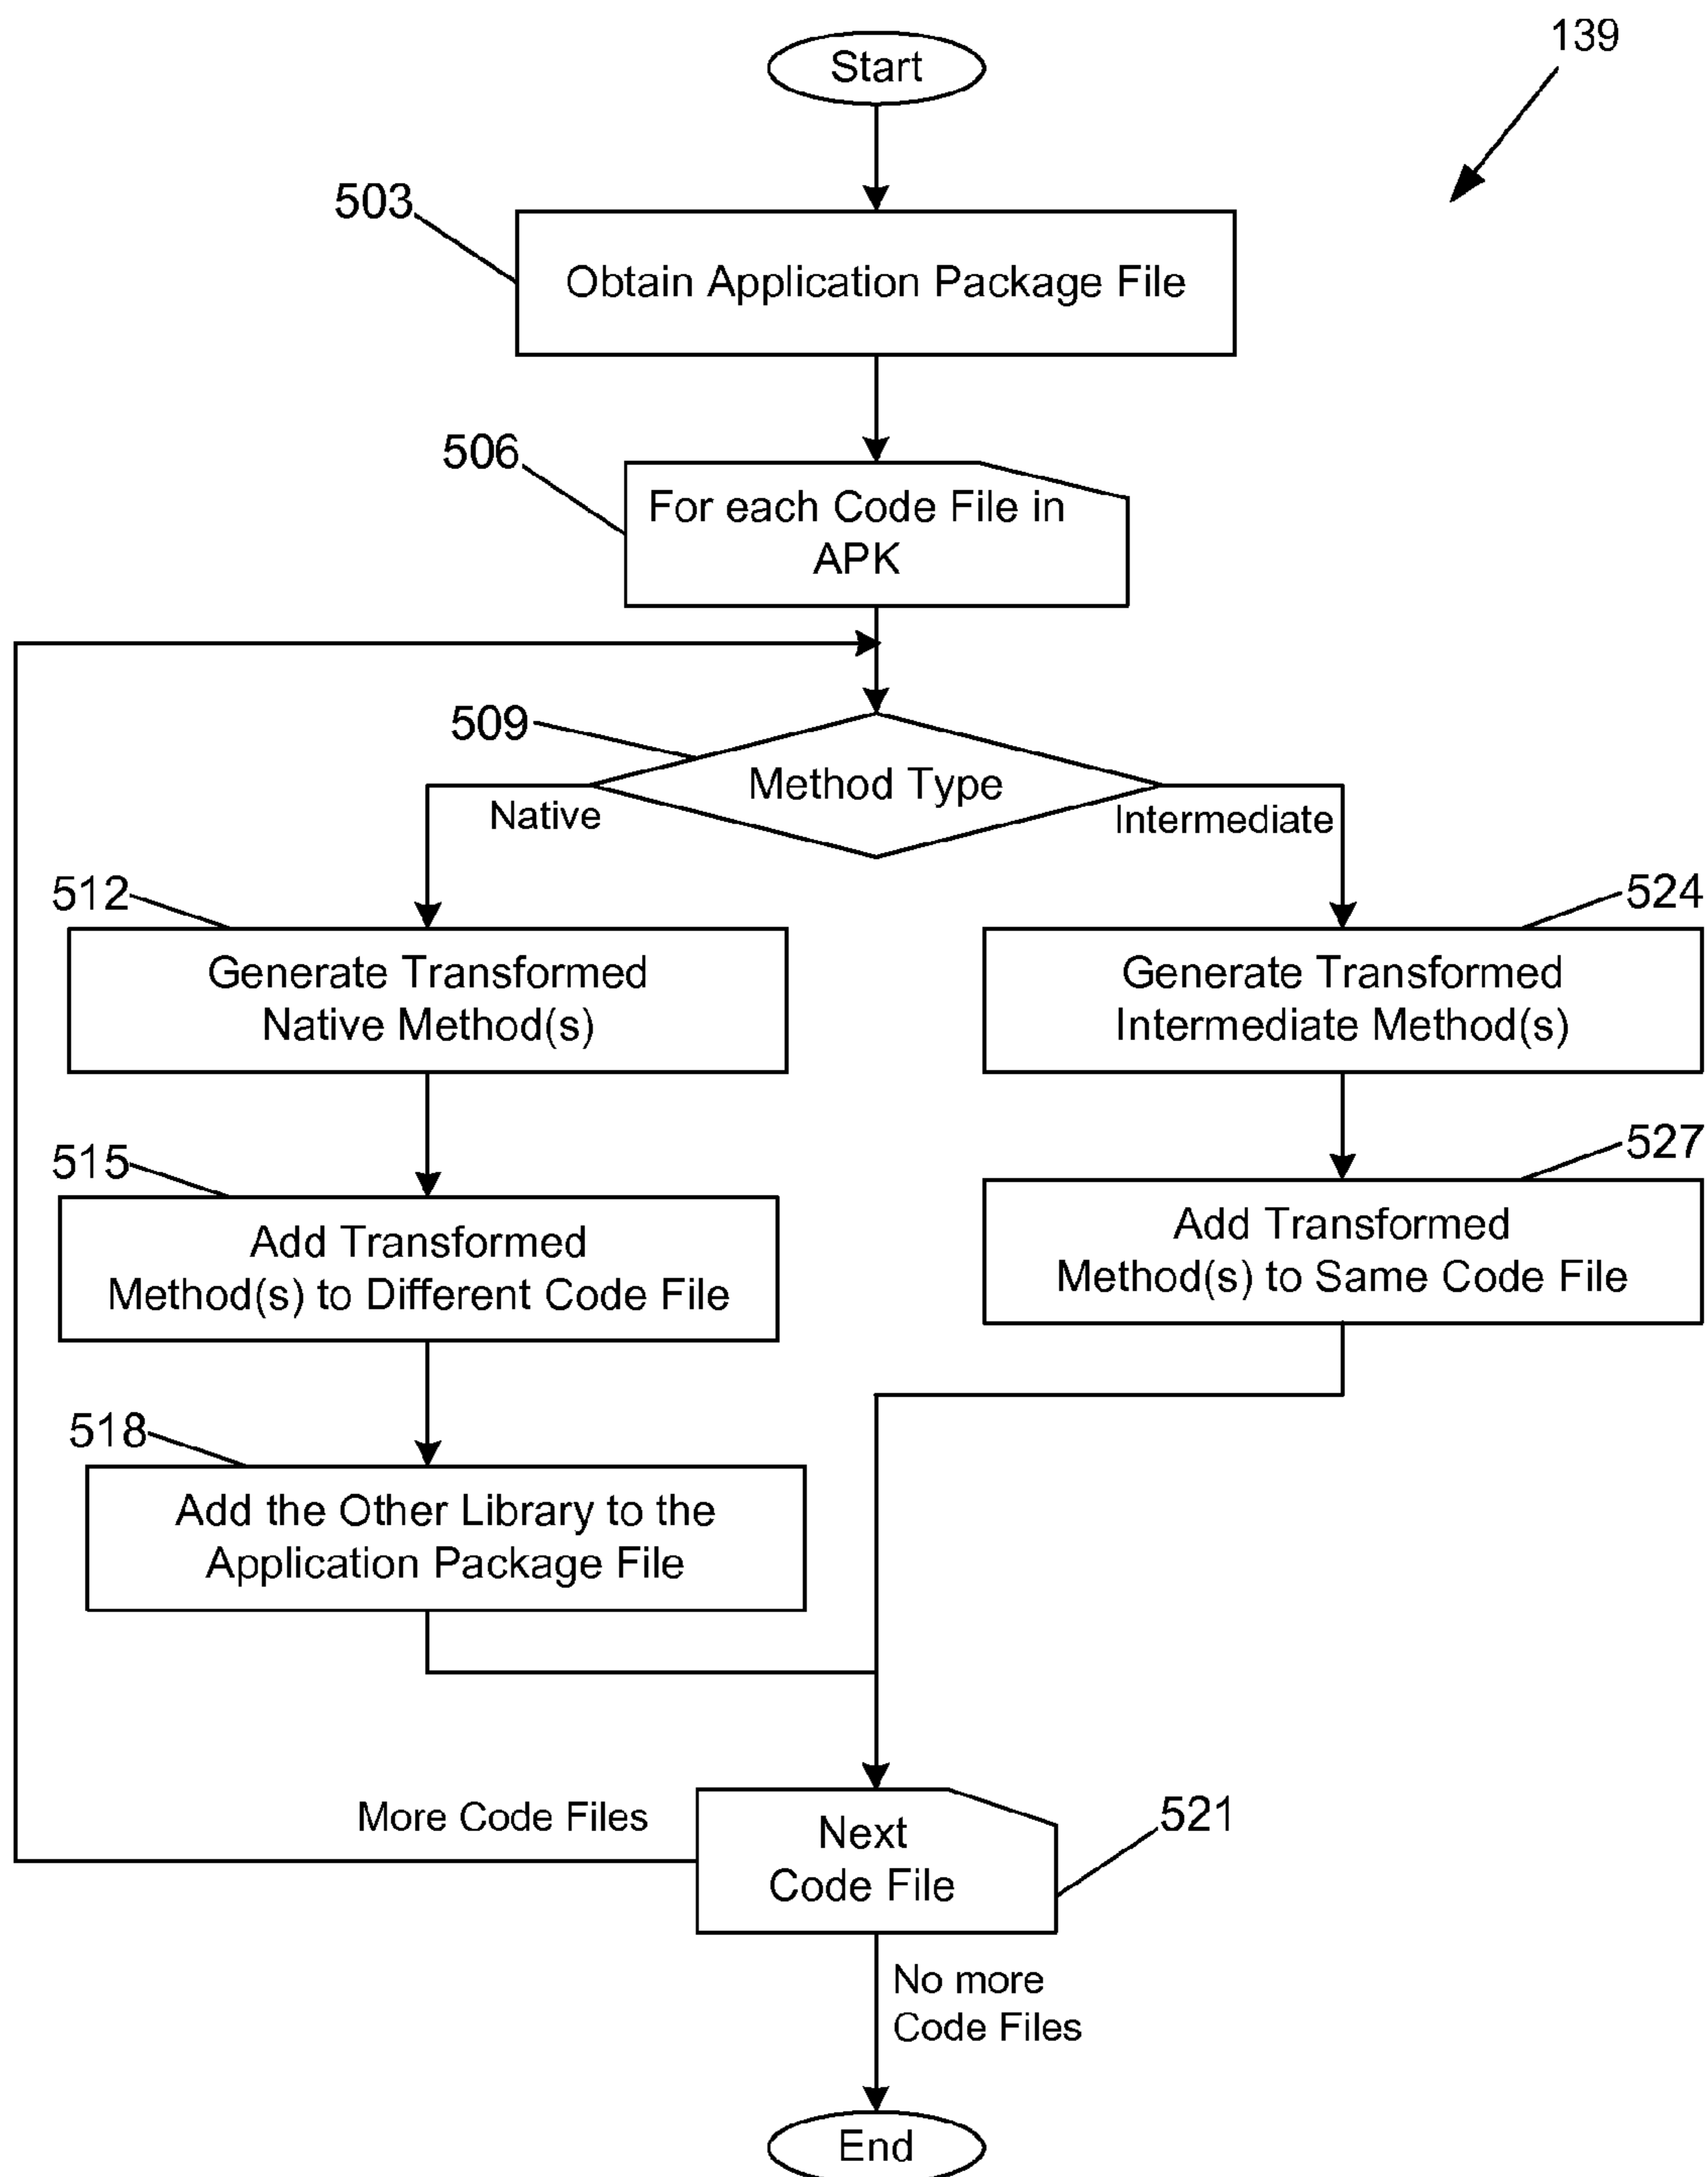 139
Start
503
Obtain Application Package File
506
For each Code File in
APK
509
Method Type
Native
Intermediate
512
Generate Transformed
Native Method(s)
524
Generate Transformed
Intermediate Method(s)
515
Add Transformed
Method(s) to Different Code File
527
Add Transformed
Method(s) to Same Code File
518
Add the Other Library to the
Application Package File
More Code Files
Next
Code File
521
No more
Code Files
End